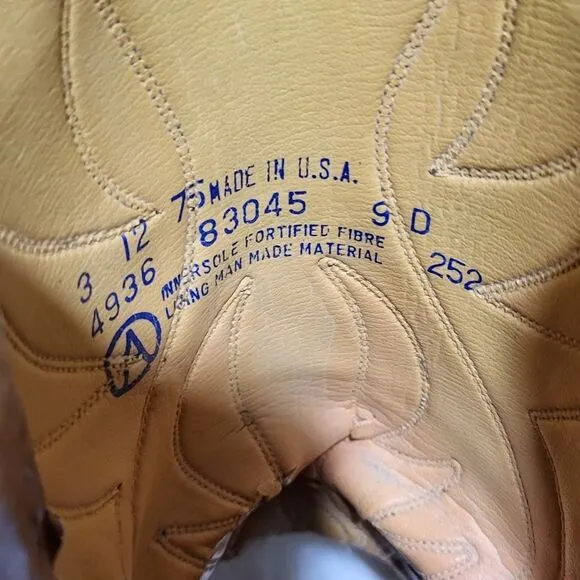 3 12 75 MADE IN U.S.A.
4936 83045 9 D
INNERSOLE FORTIFIED FIBRE
LINING MAN MADE MATERIAL
252
A